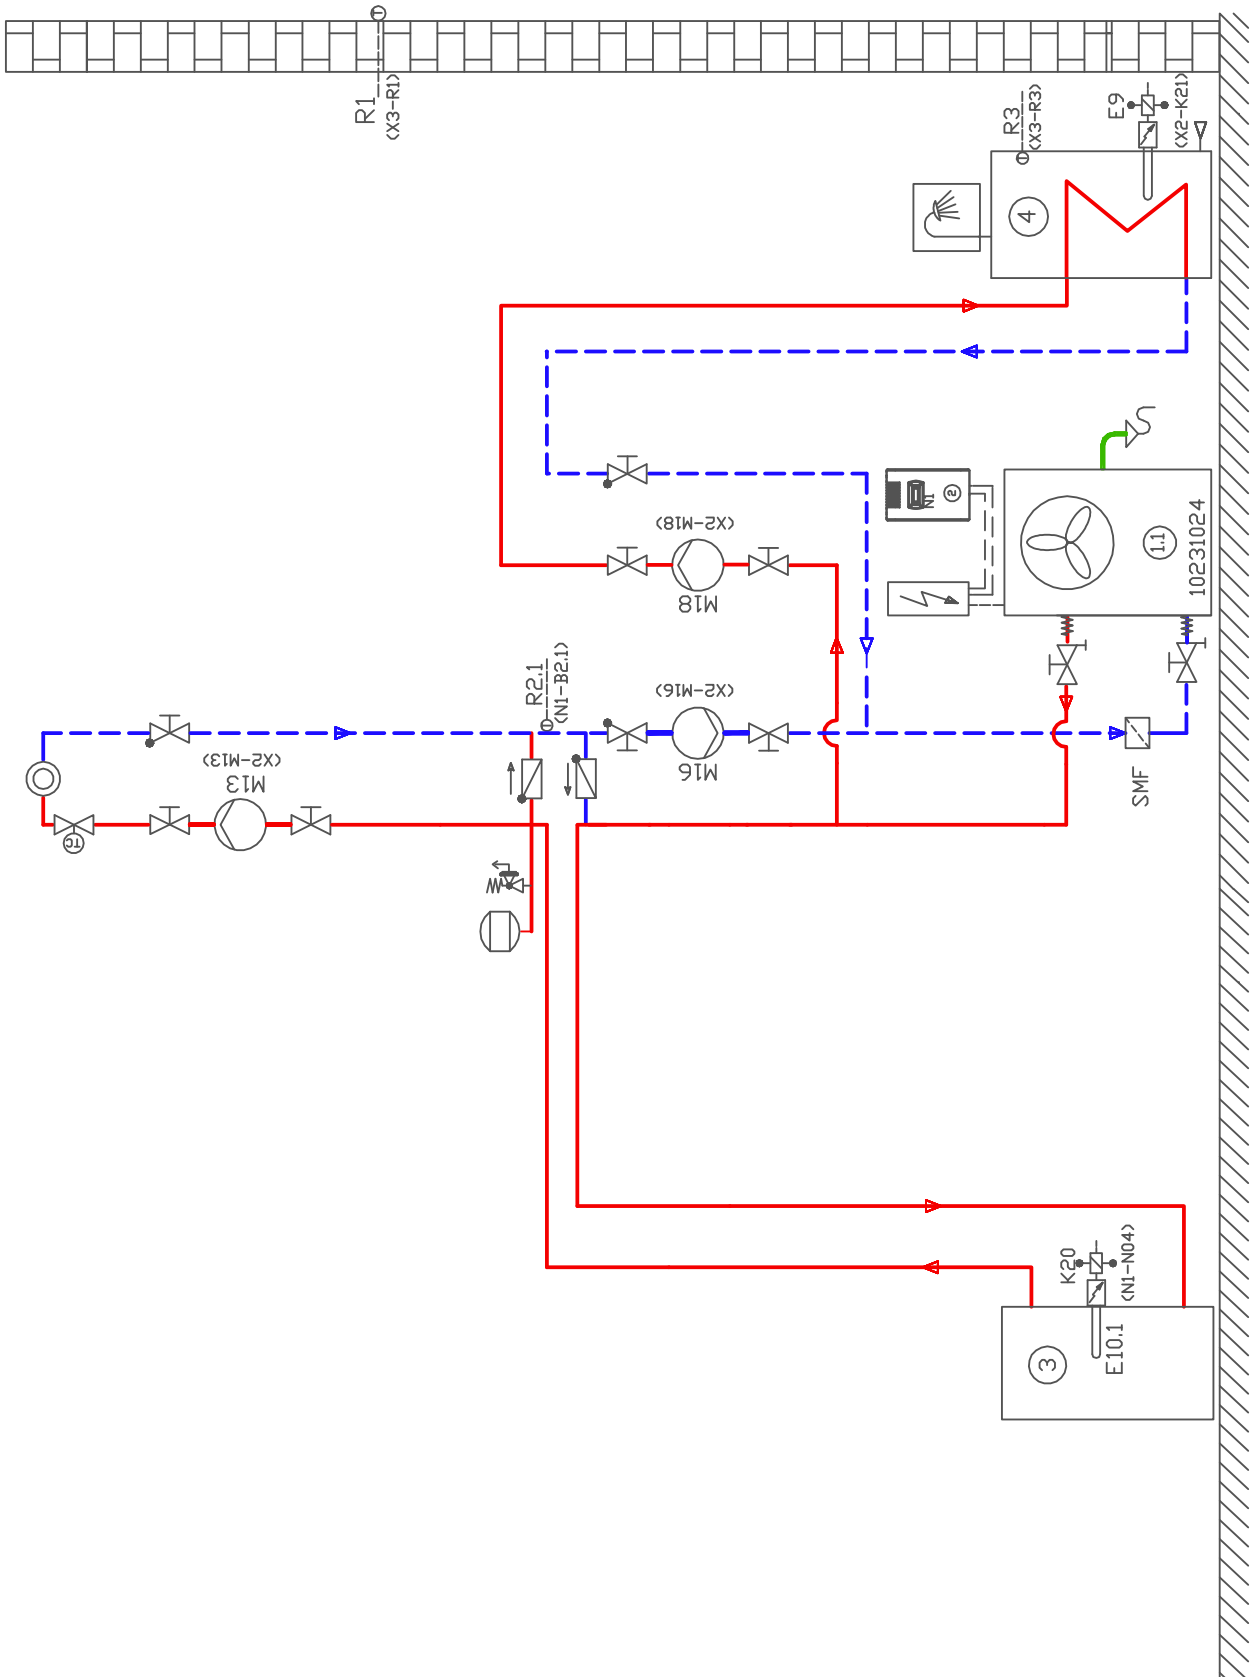 R1
(X3-R1)
R3
(X3-R3)
E9
(X2-K21)
4
N1
2
1.1
10231024
(X2-M18)
M18
R2.1
(N1-B2.1)
(X2-M16)
M16
SMF
(X2-M13)
M13
TC
K20
(N1-N04)
E10.1
3